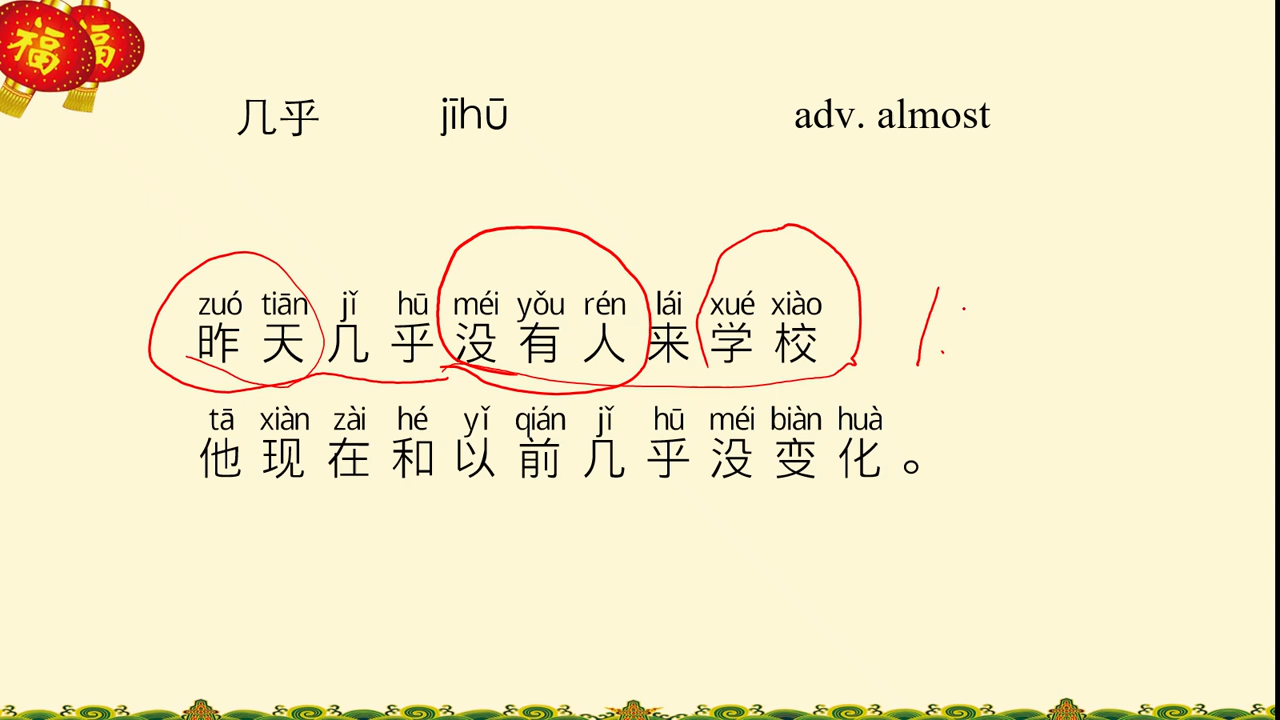 福福
几乎 jīhū adv. almost
zuó tiān jǐ hū méi yǒu rén lái xué xiào
昨天几乎没有人来学校
tā xiàn zài hé yǐ qián jǐ hū méi biàn huà
他现在和以前几乎没变化。